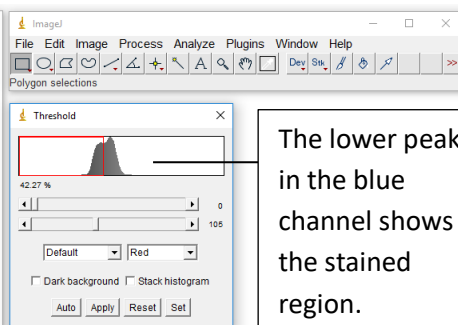 ImageJ
File Edit Image Process Analyze Plugins Window Help
A Dev Stk >>
Polygon selections
Threshold
42.27 %
0
105
Default Red
Dark background Stack histogram
Auto Apply Reset Set
The lower peak
in the blue
channel shows
the stained
region.